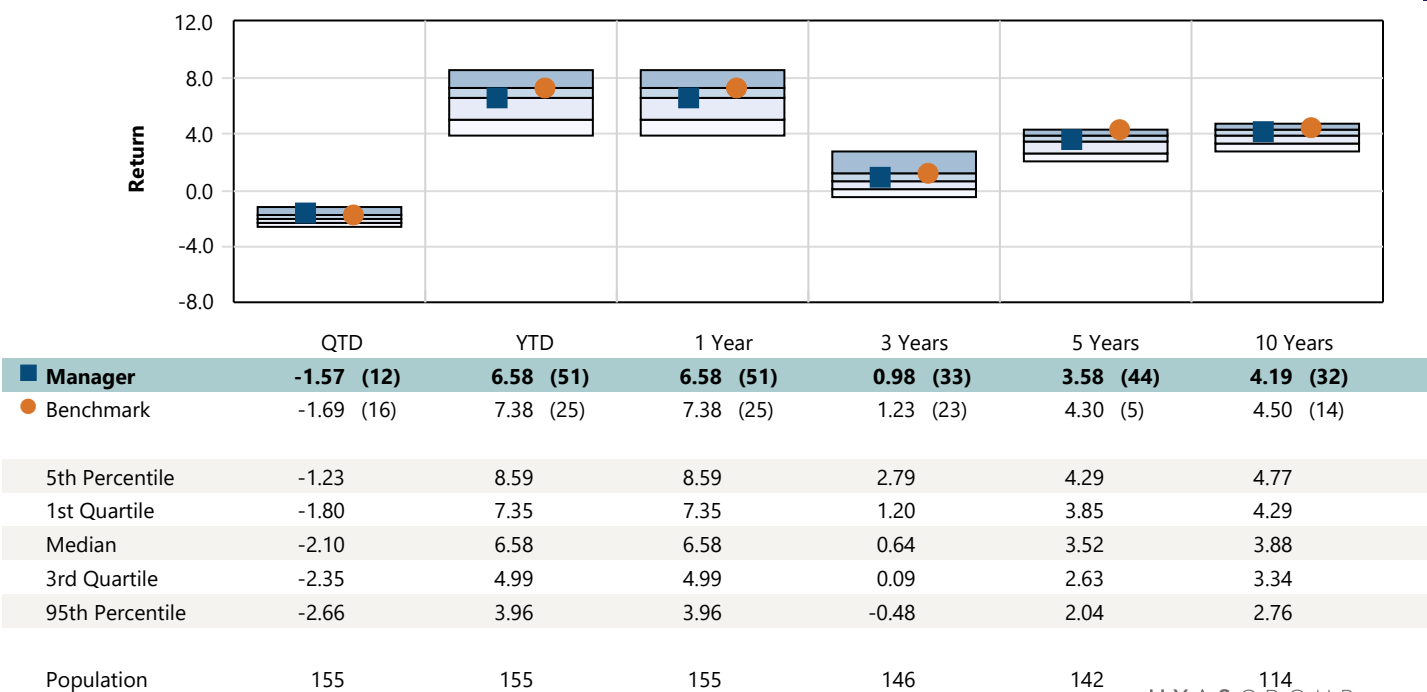 12.0
8.0
4.0
0.0
-4.0
-8.0
Return
QTD YTD 1 Year 3 Years 5 Years 10 Years
Manager -1.57 (12) 6.58 (51) 6.58 (51) 0.98 (33) 3.58 (44) 4.19 (32)
Benchmark -1.69 (16) 7.38 (25) 7.38 (25) 1.23 (23) 4.30 (5) 4.50 (14)
5th Percentile -1.23 8.59 8.59 2.79 4.29 4.77
1st Quartile -1.80 7.35 7.35 1.20 3.85 4.29
Median -2.10 6.58 6.58 0.64 3.52 3.88
3rd Quartile -2.35 4.99 4.99 0.09 2.63 3.34
95th Percentile -2.66 3.96 3.96 -0.48 2.04 2.76
Population 155 155 155 146 142 114